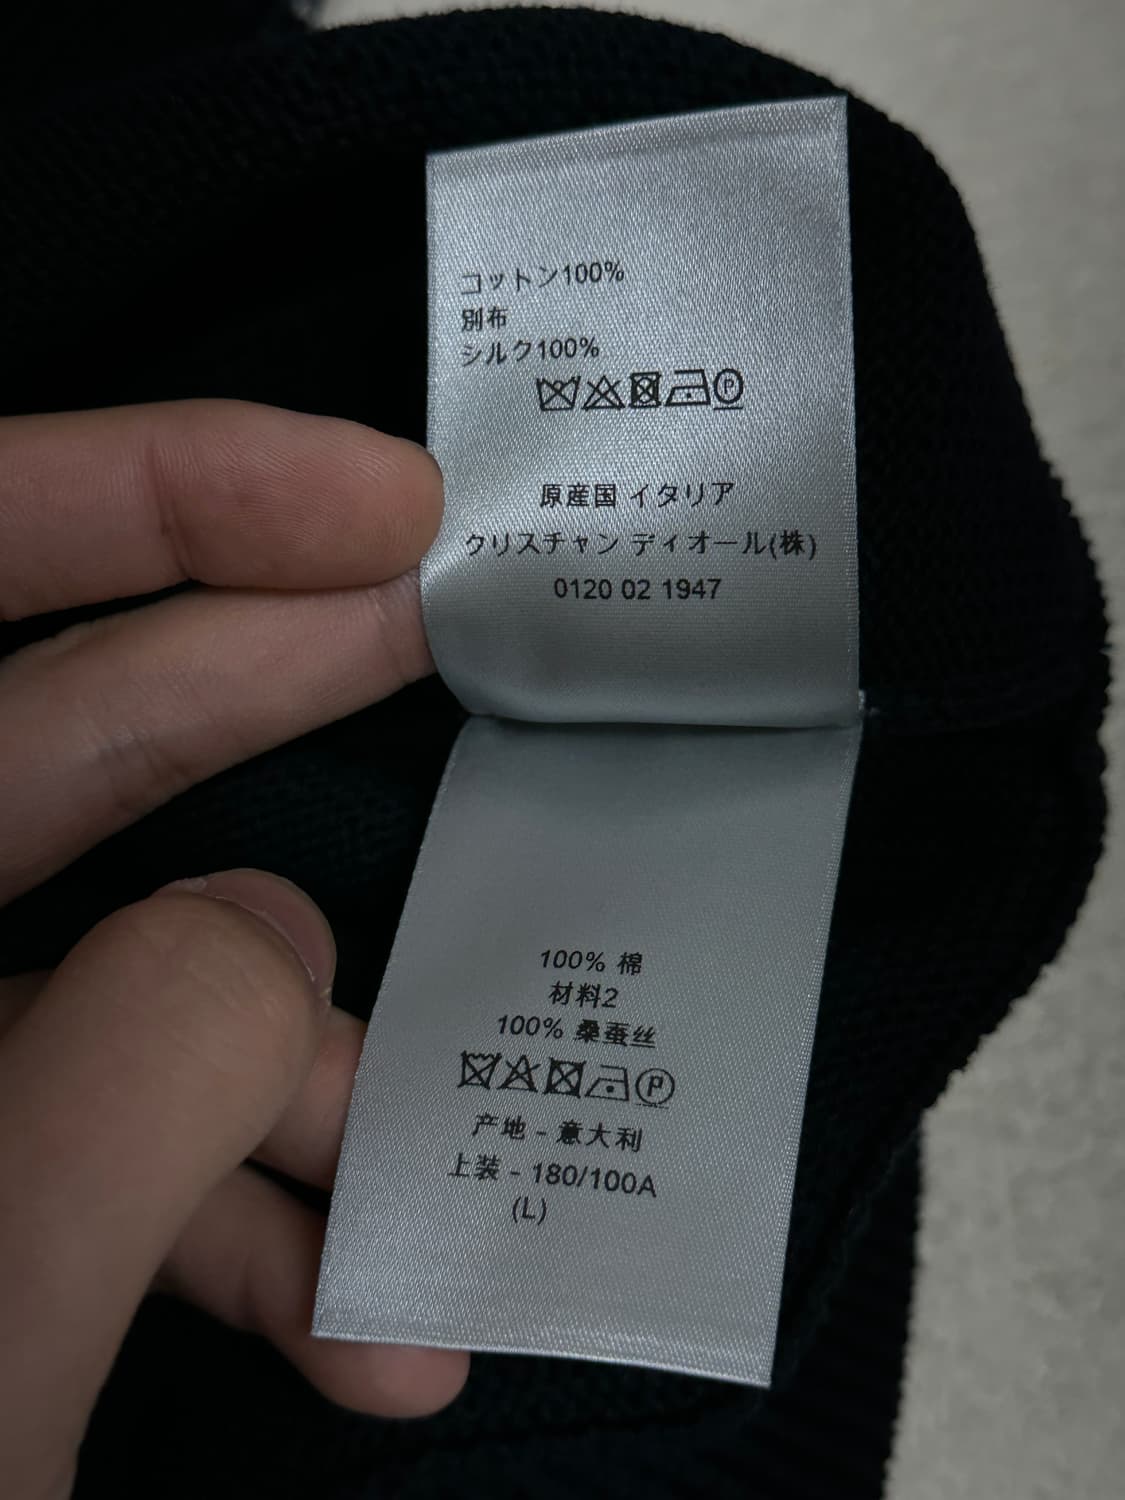 コットン100%
別布
シルク100%
P
原産国 イタリア
クリスチャン ディオール(株)
0120 02 1947
100% 棉
材料2
100% 桑蚕丝
P
产地 - 意大利
上装 - 180/100A
(L)